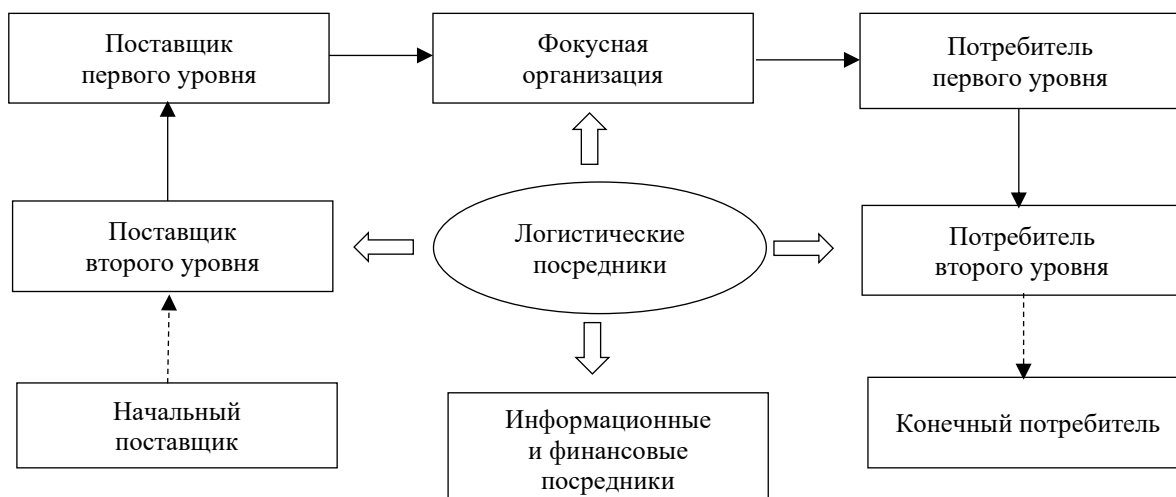 Поставщик
первого уровня
Фокусная
организация
Потребитель
первого уровня
Поставщик
второго уровня
Логистические
посредники
Потребитель
второго уровня
Начальный
поставщик
Информационные
и финансовые
посредники
Конечный потребитель